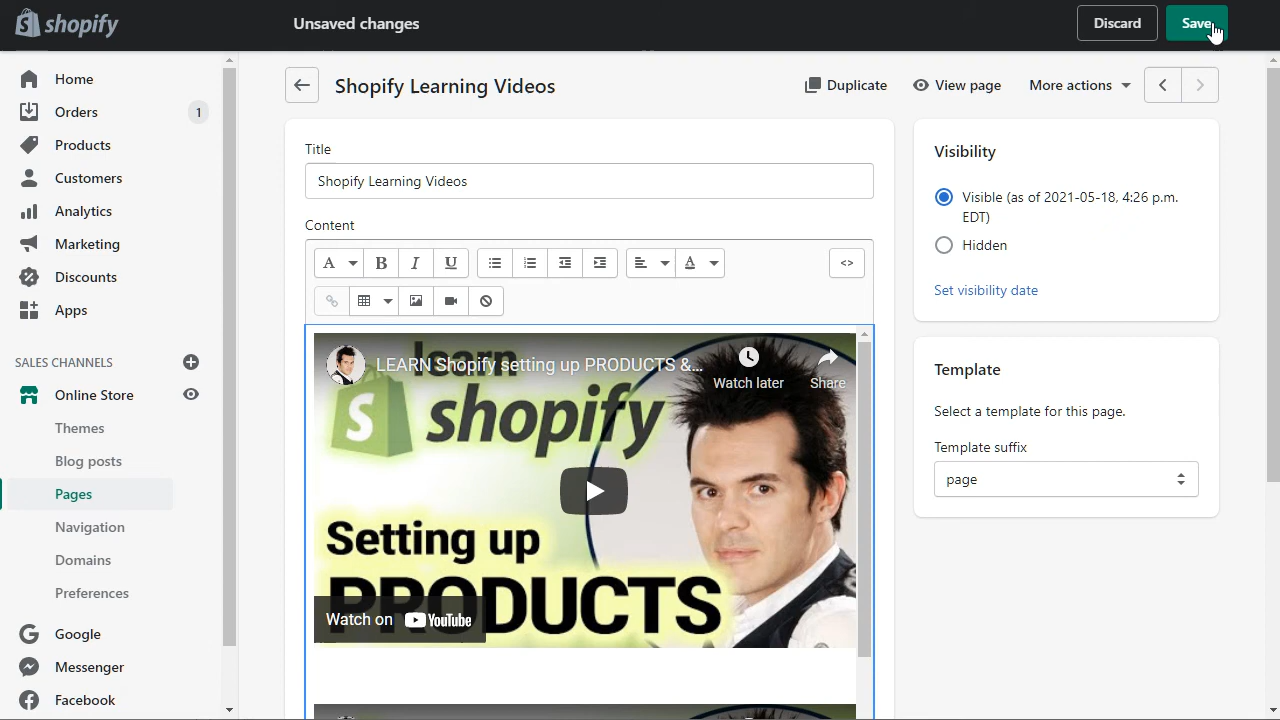 shopify
Unsaved changes
Discard
Save
Home
Orders
1
Products
Customers
Analytics
Marketing
Discounts
Apps
SALES CHANNELS
Online Store
Themes
Blog posts
Pages
Navigation
Domains
Preferences
Google
Messenger
Facebook
Shopify Learning Videos
Duplicate
View page
More actions
Title
Shopify Learning Videos
Content
A
B
I
U
A
<>
LEARN Shopify setting up PRODUCTS &...
Watch later
Share
learn
shopify
Setting up
PRODUCTS
Watch on YouTube
Visibility
Visible (as of 2021-05-18, 4:26 p.m.
EDT)
Hidden
Set visibility date
Template
Select a template for this page.
Template suffix
page